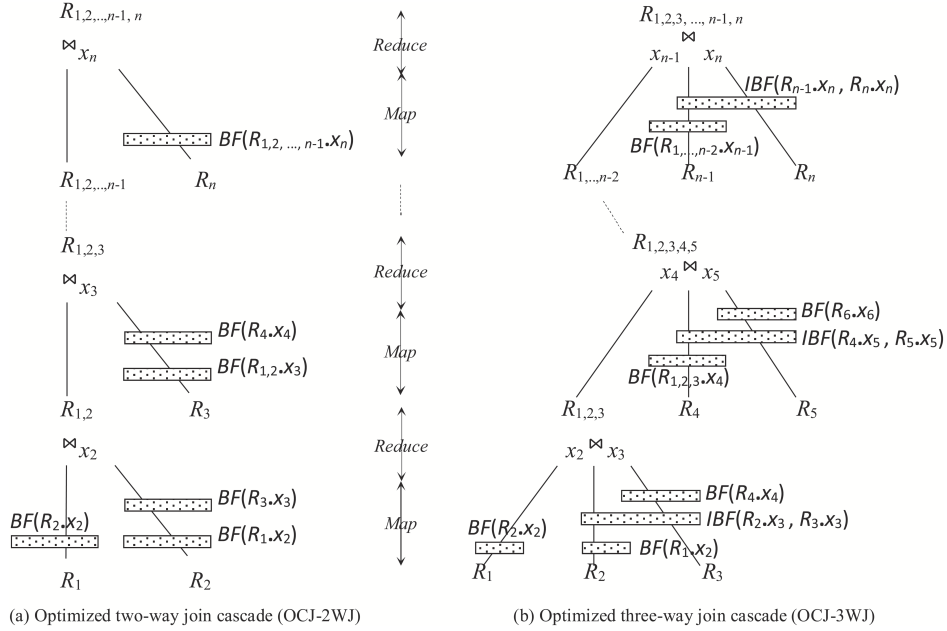 R1,2,..,n-1, n
⋈ xn
BF(R1,2, ..., n-1.xn)
R1,2,..,n-1
Rn
R1,2,3
⋈ x3
BF(R4.x4)
BF(R1,2.x3)
R1,2
R3
⋈ x2
BF(R3.x3)
BF(R2.x2)
BF(R1.x2)
R1
R2
Reduce
Map
Reduce
Map
Reduce
Map
R1,2,3, ..., n-1, n
⋈
xn-1 xn
IBF(Rn-1.xn , Rn.xn)
BF(R1,...,n-2.xn-1)
R1,..,n-2
Rn-1
Rn
R1,2,3,4,5
x4 ⋈ x5
BF(R6.x6)
IBF(R4.x5 , R5.x5)
BF(R1,2,3.x4)
R1,2,3
R4
R5
⋈
x2 x3
BF(R4.x4)
IBF(R2.x3 , R3.x3)
BF(R2.x2)
BF(R1.x2)
R1
R2
R3
(a) Optimized two-way join cascade (OCJ-2WJ)
(b) Optimized three-way join cascade (OCJ-3WJ)